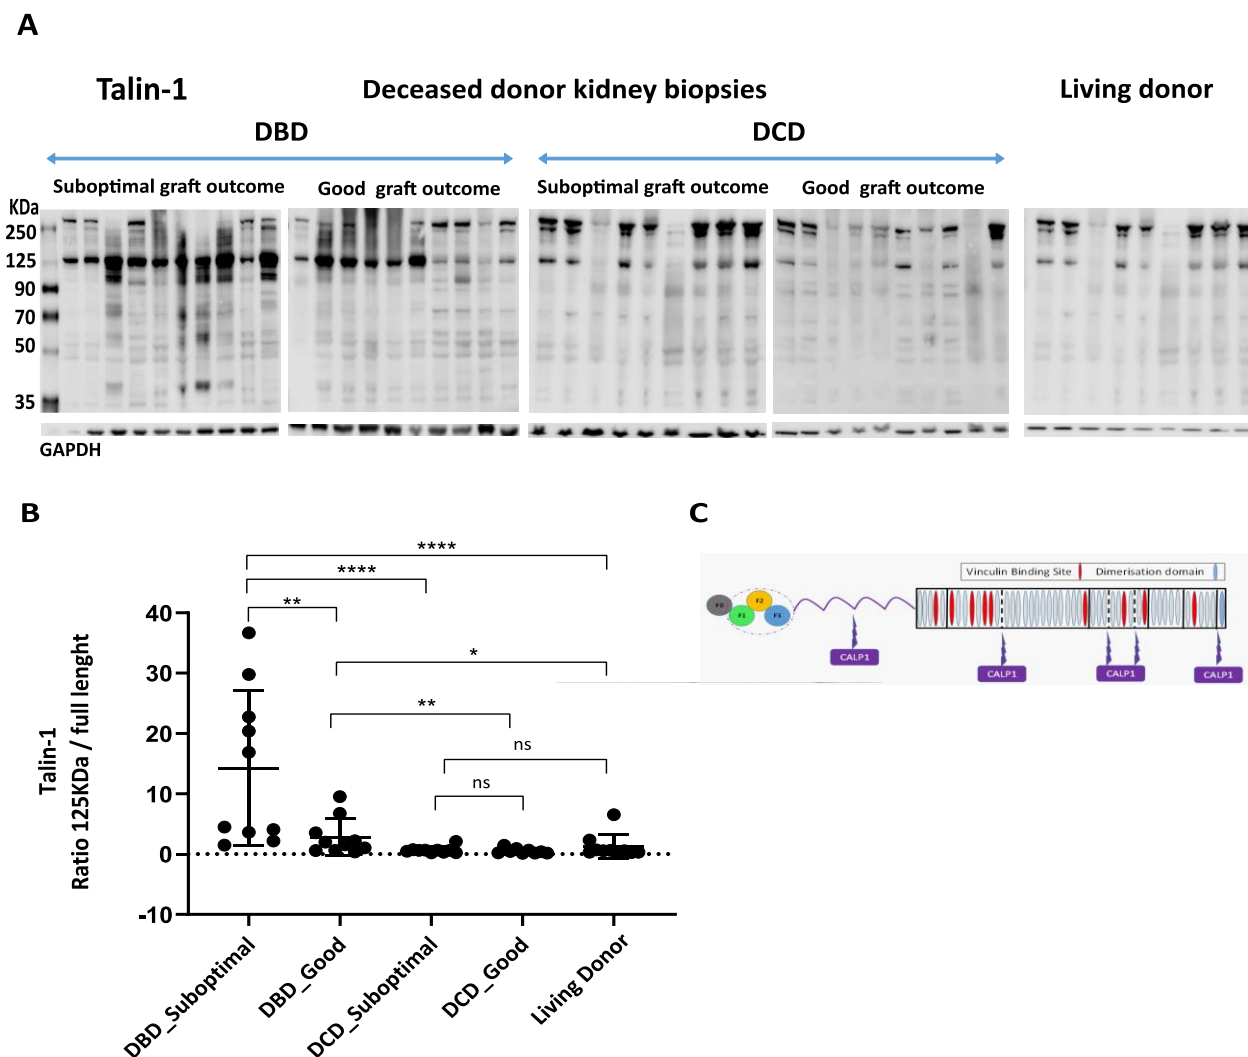 A
Talin-1
Deceased donor kidney biopsies
Living donor
DBD
DCD
Suboptimal graft outcome
Good graft outcome
Suboptimal graft outcome
Good graft outcome
KDa
250
125
90
70
50
35
GAPDH
B
****
****
**
*
**
ns
ns
Talin-1
Ratio 125KDa / full lenght
40
30
20
10
0
-10
DBD_Suboptimal
DBD_Good
DCD_Suboptimal
DCD_Good
Living Donor
C
Vinculin Binding Site
Dimerisation domain
F0
F1
F2
F3
CALP1
CALP1
CALP1
CALP1